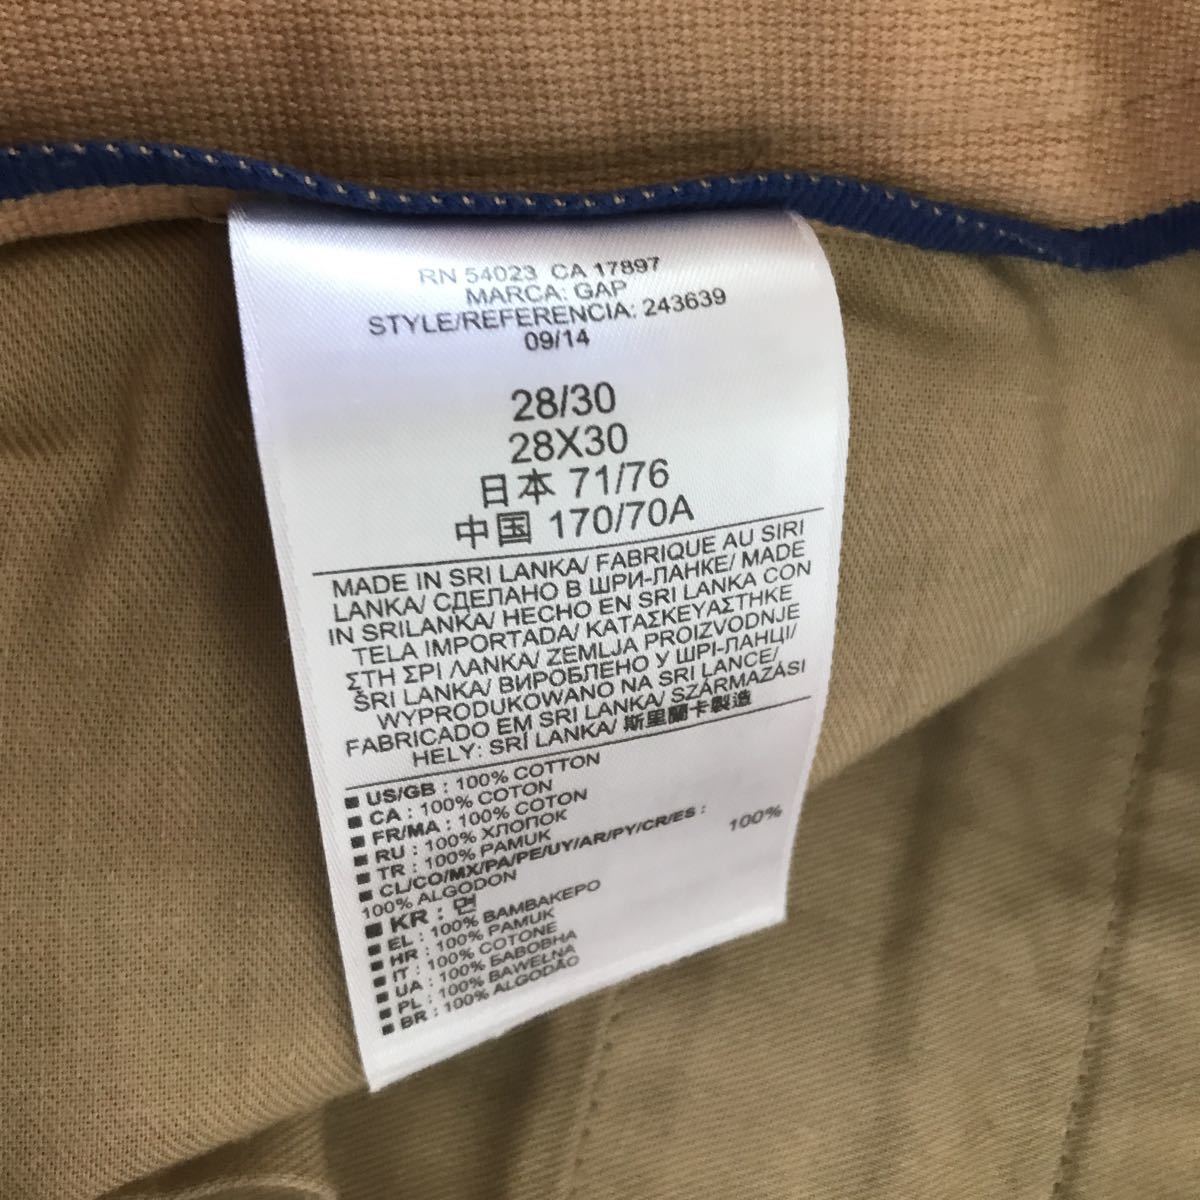 RN 54023 CA 17897
MARCA: GAP
STYLE/REFERENCIA: 243639
09/14
28/30
28X30
日本 71/76
中国 170/70A
MADE IN SRI LANKA/ FABRIQUE AU SIRI
LANKA/ СДЕЛАНО В ШРИ-ЛАНКЕ/ MADE
IN SRILANKA/ HECHO EN SRI LANKA CON
TELA IMPORTADA/ ΚΑΤΑΣΚΕΥΑΣΤΗΚΕ
ΣΤΗ ΣΡΙ ΛΑΝΚΑ/ ZEMLJA PROIZVODNJE
ŠRI LANKA/ ВИРОБЛЕНО У ШРІ-ЛАНЦІ/
WYPRODUKOWANO NA SRI LANCE/
FABRICADO EM SRI LANKA/ SZÁRMAZÁSI
HELY: SRÍ LANKA/ 斯里蘭卡製造
■ US/GB : 100% COTTON
■ CA : 100% COTON
■ FR/MA : 100% COTON
■ RU : 100% ХЛОПОК
■ TR : 100% PAMUK
■ CL/CO/MX/PA/PE/UY/AR/PY/CR/ES : 100%
100% ALGODON
■ KR : 면
■ EL : 100% ΒΑΜΒΑΚΕΡΟ
■ HR : 100% PAMUK
■ IT : 100% COTONE
■ UA : 100% БАВОВНА
■ PL : 100% BAWEŁNA
■ BR : 100% ALGODÃO